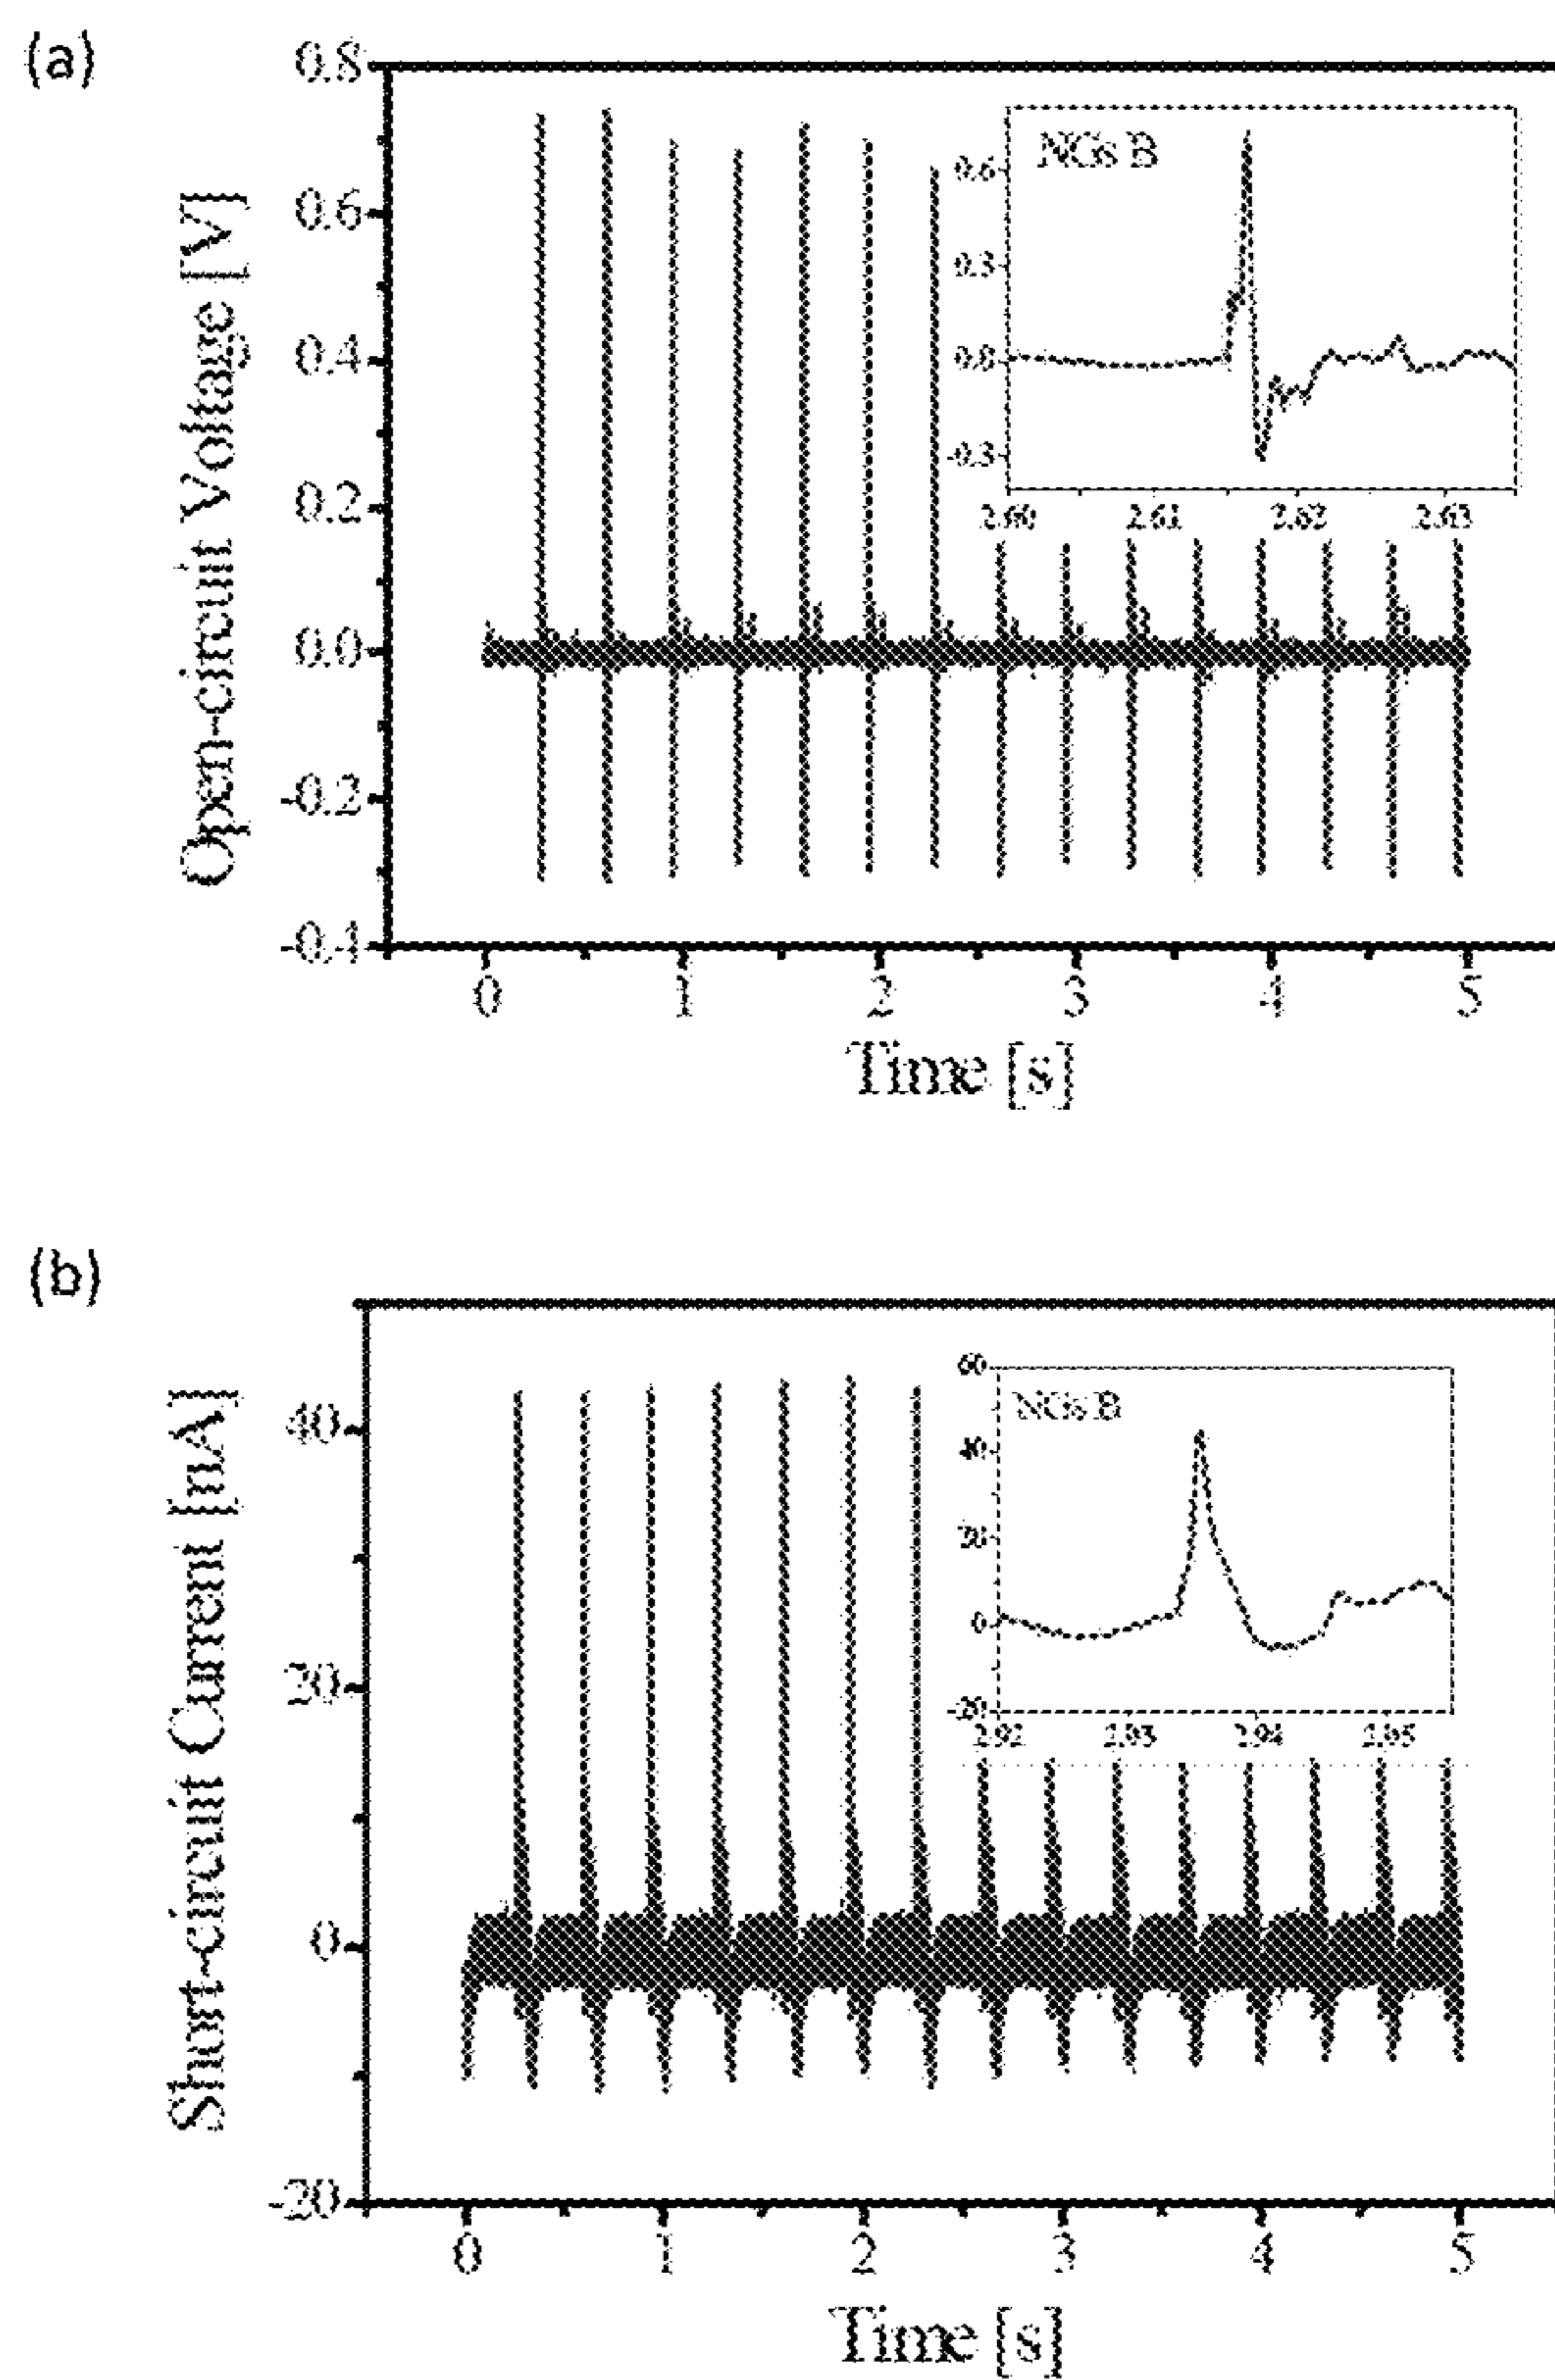 (a)
Open-circuit Voltage [V]
0.8
0.6
0.4
0.2
0.0
-0.2
-0.4
NGs B
0.6
0.3
0.0
-0.3
2.60 2.61 2.62 2.63
0 1 2 3 4 5
Time [s]
(b)
Short-circuit Current [nA]
40
20
0
-20
60
NGs B
40
20
0
-20
2.92 2.93 2.94 2.95
0 1 2 3 4 5
Time [s]